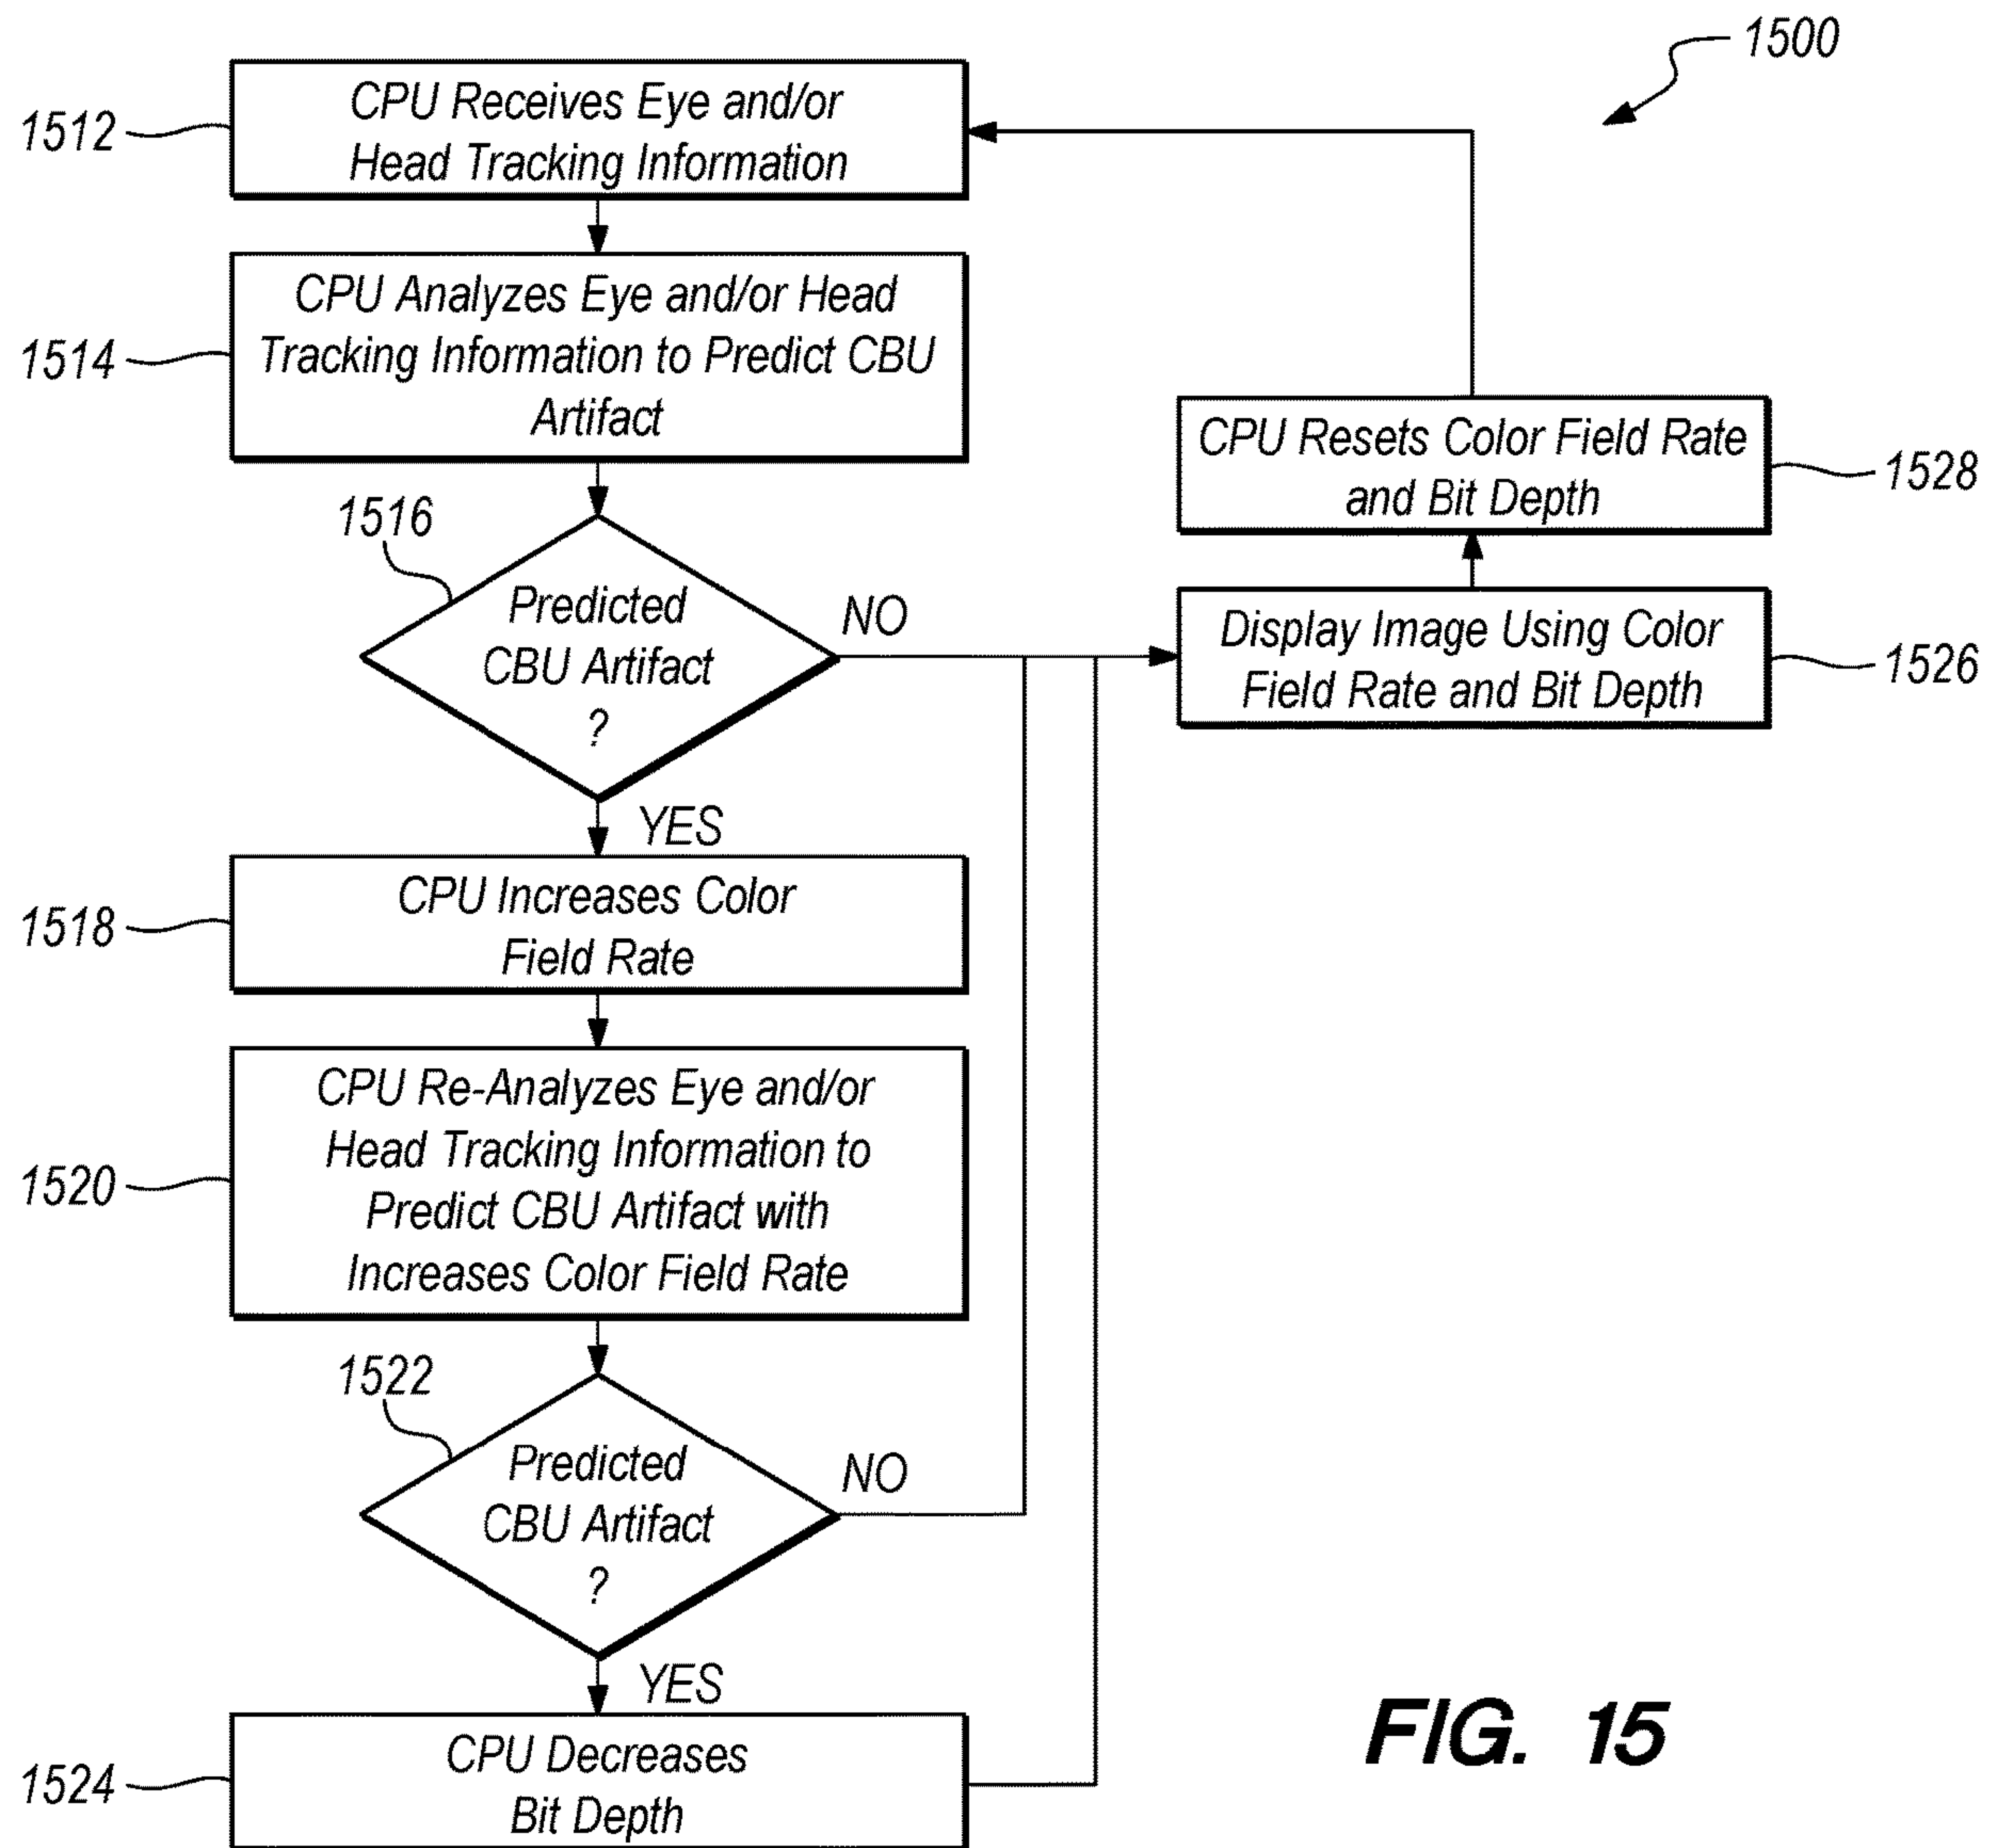 1500
1512
CPU Receives Eye and/or
Head Tracking Information
1514
CPU Analyzes Eye and/or Head
Tracking Information to Predict CBU
Artifact
1516
Predicted
CBU Artifact
?
NO
YES
CPU Resets Color Field Rate
and Bit Depth
1528
Display Image Using Color
Field Rate and Bit Depth
1526
1518
CPU Increases Color
Field Rate
1520
CPU Re-Analyzes Eye and/or
Head Tracking Information to
Predict CBU Artifact with
Increases Color Field Rate
1522
Predicted
CBU Artifact
?
NO
YES
1524
CPU Decreases
Bit Depth
FIG. 15